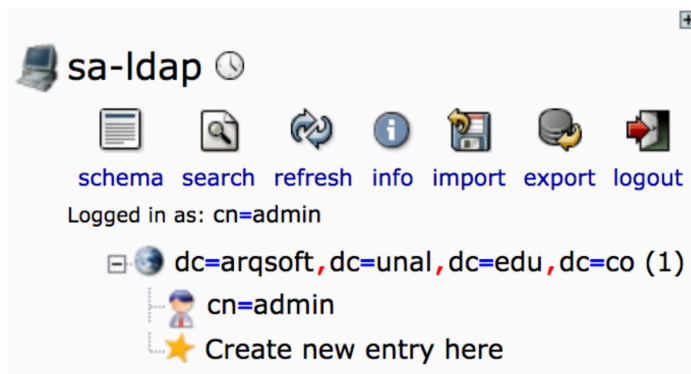 sa-ldap
schema search refresh info import export logout
Logged in as: cn=admin
dc=arqsoft,dc=unal,dc=edu,dc=co (1)
cn=admin
Create new entry here